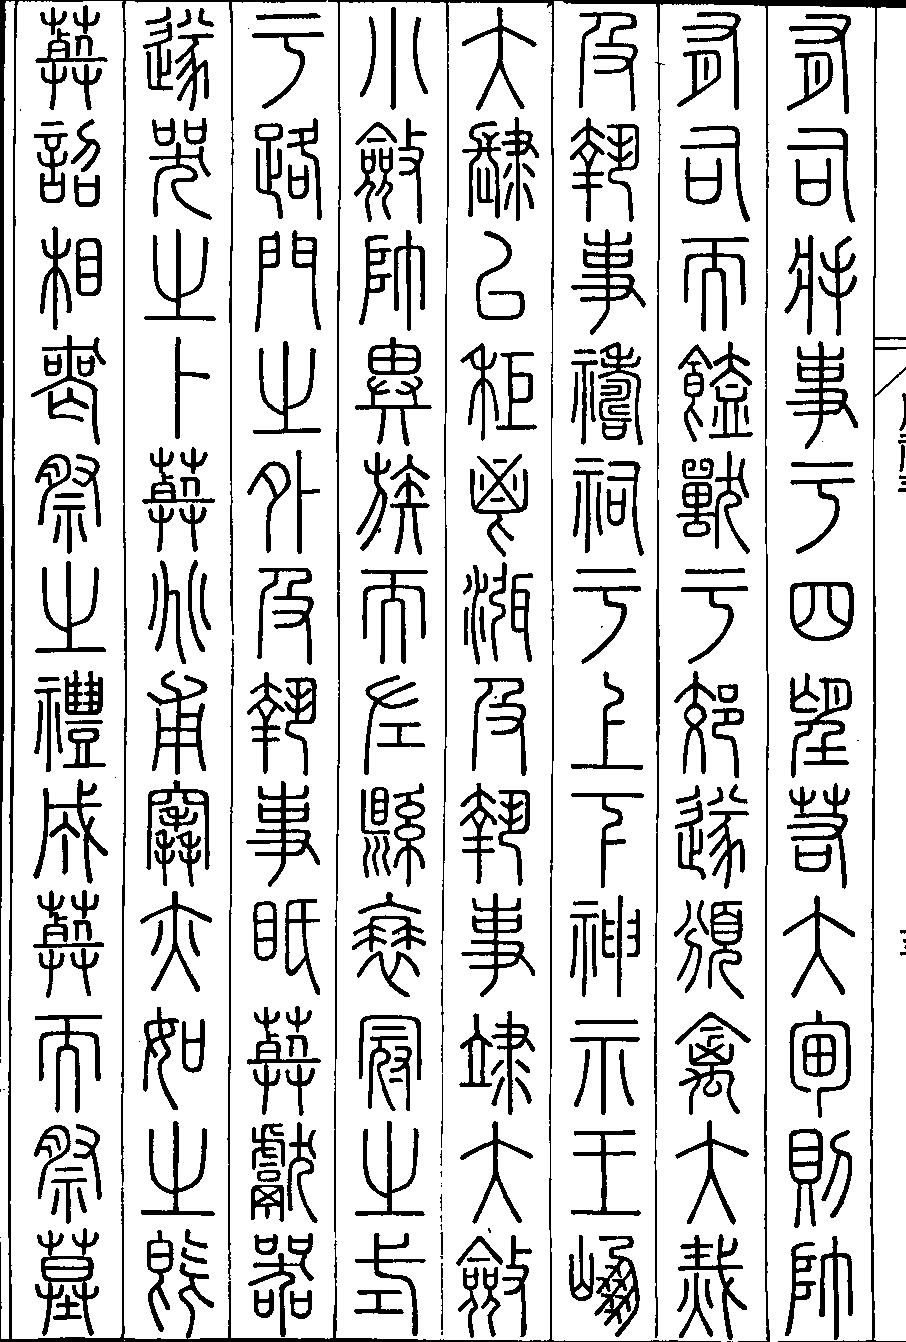 有司將事于四望若大甸則帥
有司而饁獸于郊遂頒禽大烖
及執事禱祠于上下神示王崩
大肆以秬鬯渳及執事䇐大斂
小斂帥異族而左縣衰冠之式
于路門之外及執事眡葬獻器
遂哭之卜葬兆甫竁亦如之既
葬詔相喪祭之禮成葬而祭墓